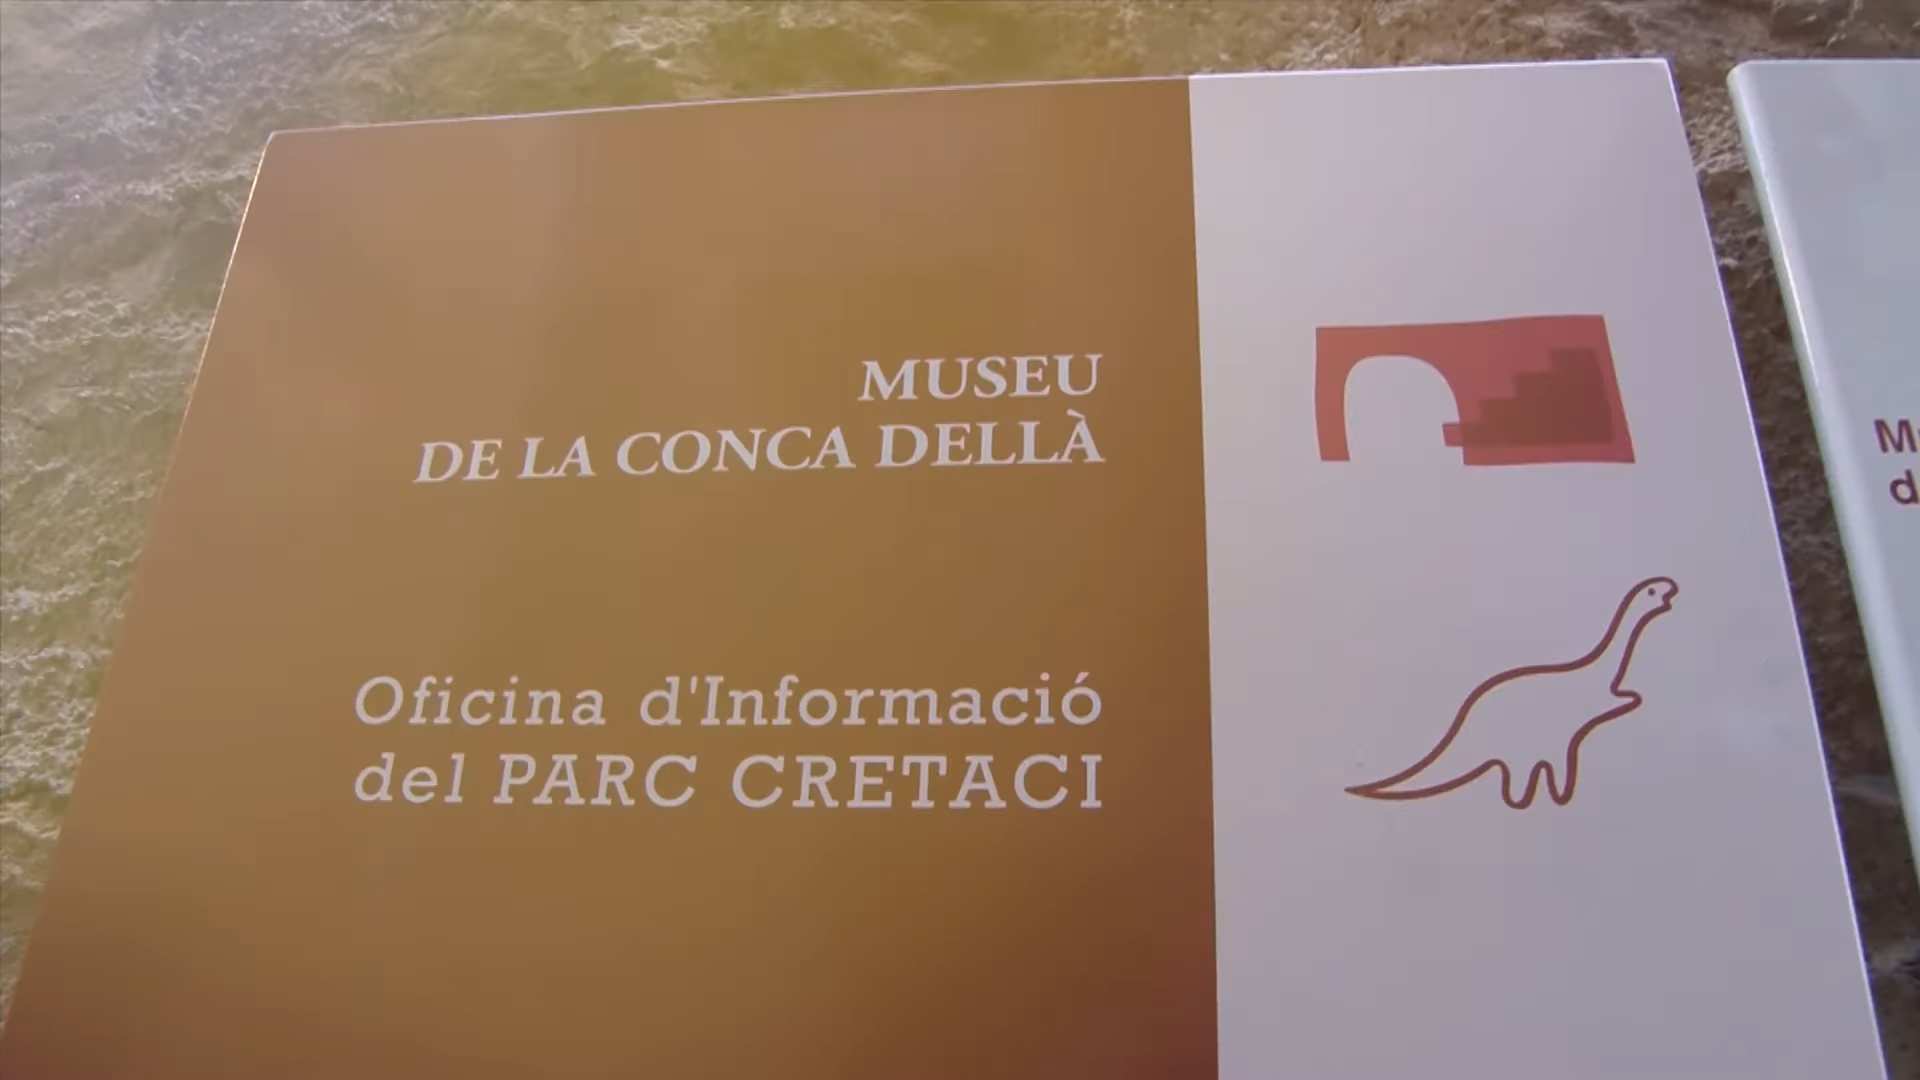 MUSEU
DE LA CONCA DELLÀ
Oficina d'Informació
del PARC CRETACI